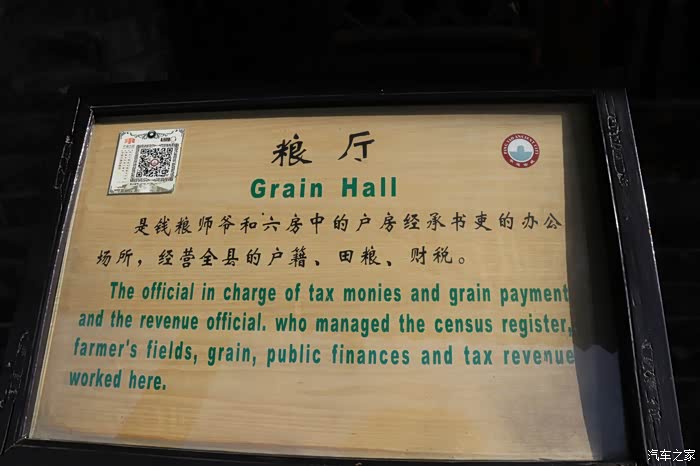 粮厅
Grain Hall
是钱粮师爷和六房中的户房经承书吏的办公
场所，经营全县的户籍、田粮、财税。
The official in charge of tax monies and grain payment
and the revenue official. who managed the census register,
farmer's fields, grain, public finances and tax revenue
worked here.
汽车之家